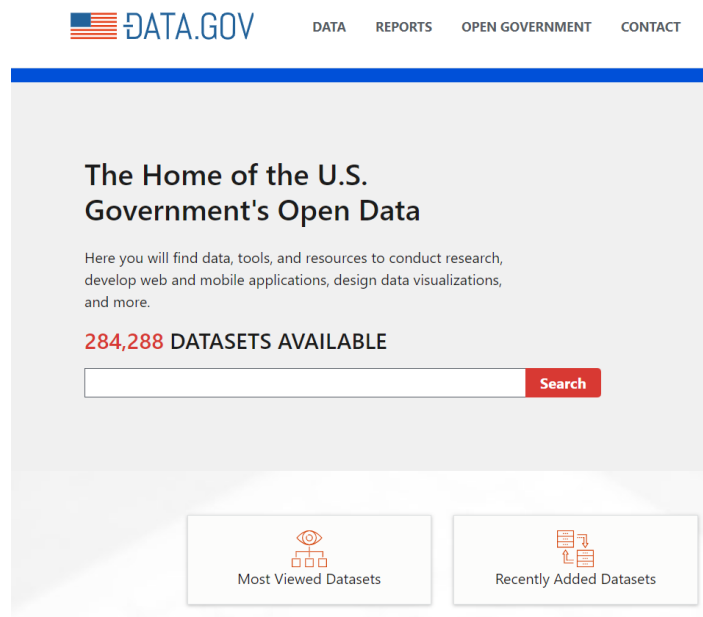 DATA.GOV
DATA REPORTS OPEN GOVERNMENT CONTACT
The Home of the U.S.
Government's Open Data
Here you will find data, tools, and resources to conduct research,
develop web and mobile applications, design data visualizations,
and more.
284,288 DATASETS AVAILABLE
Search
Most Viewed Datasets
Recently Added Datasets